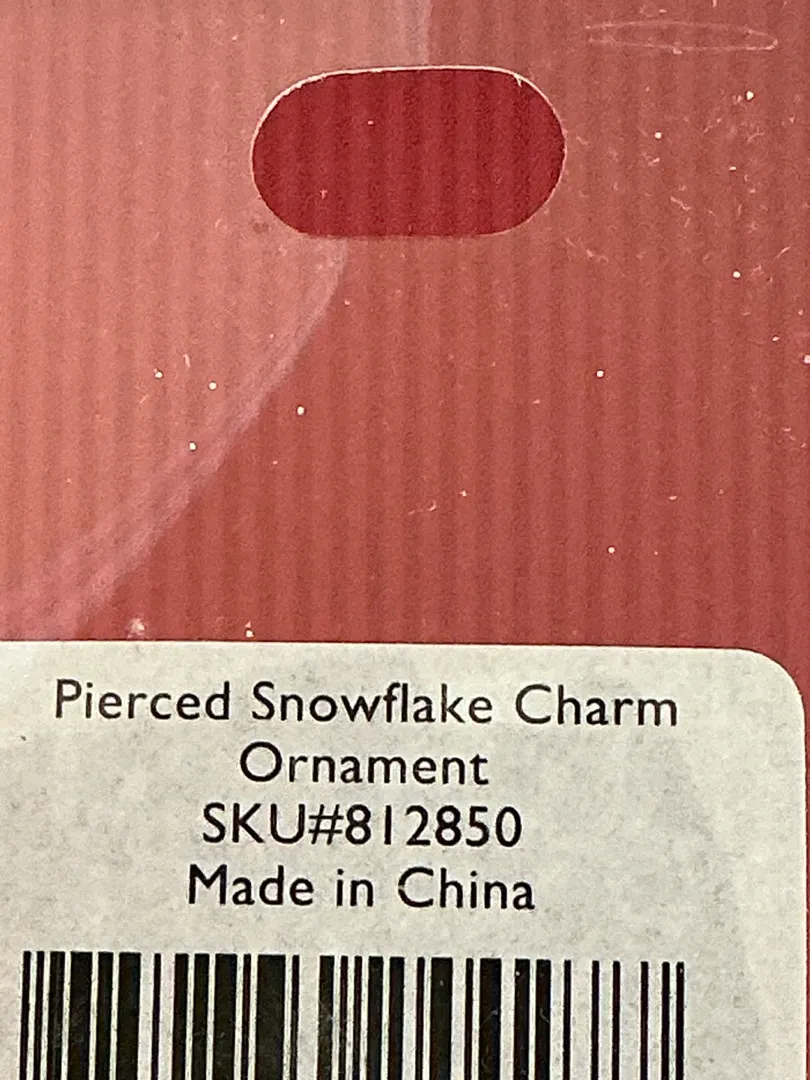 Pierced Snowflake Charm
Ornament
SKU#812850
Made in China